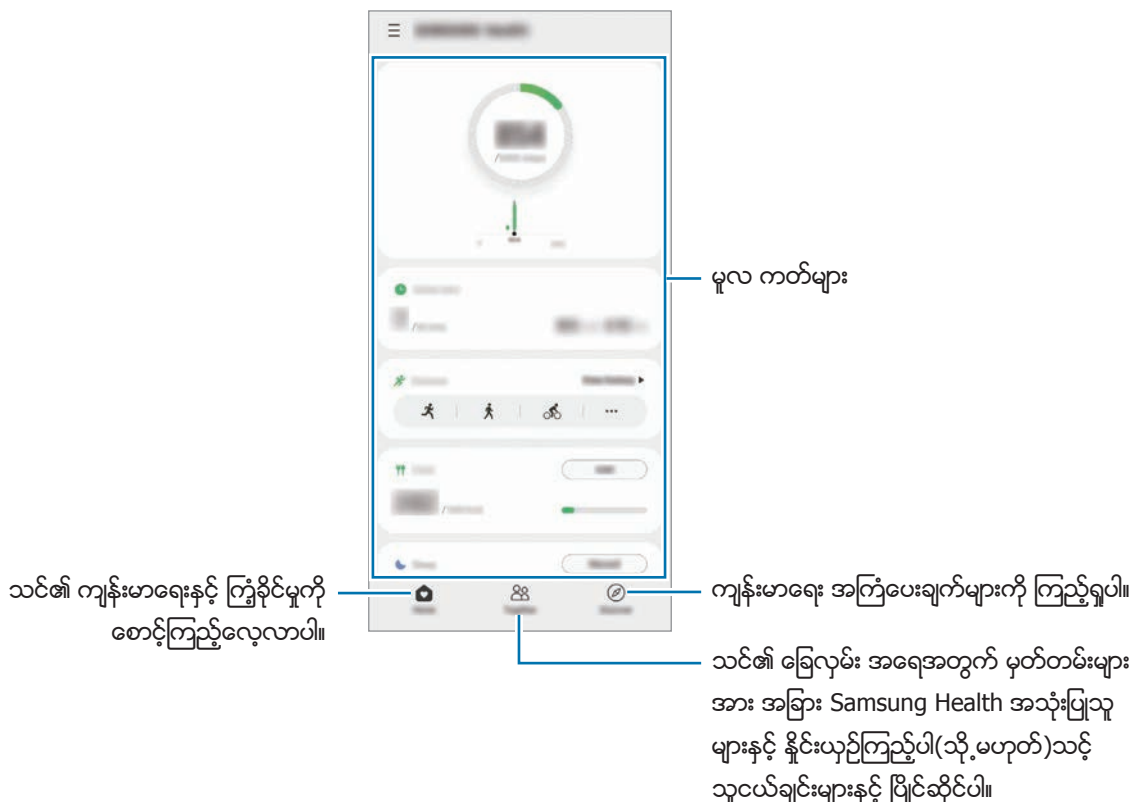 မူလ ကတ်များ
သင်၏ ကျန်းမာရေးနှင့် ကြံ့ခိုင်မှုကို
စောင့်ကြည့်လေ့လာပါ။
ကျန်းမာရေး အကြံပေးချက်များကို ကြည့်ရှုပါ။
သင်၏ ခြေလှမ်း အရေအတွက် မှတ်တမ်းများ
အား အခြား Samsung Health အသုံးပြုသူ
များနှင့် နှိုင်းယှဉ်ကြည့်ပါ(သို့မဟုတ်)သင့်
သူငယ်ချင်းများနှင့် ပြိုင်ဆိုင်ပါ။